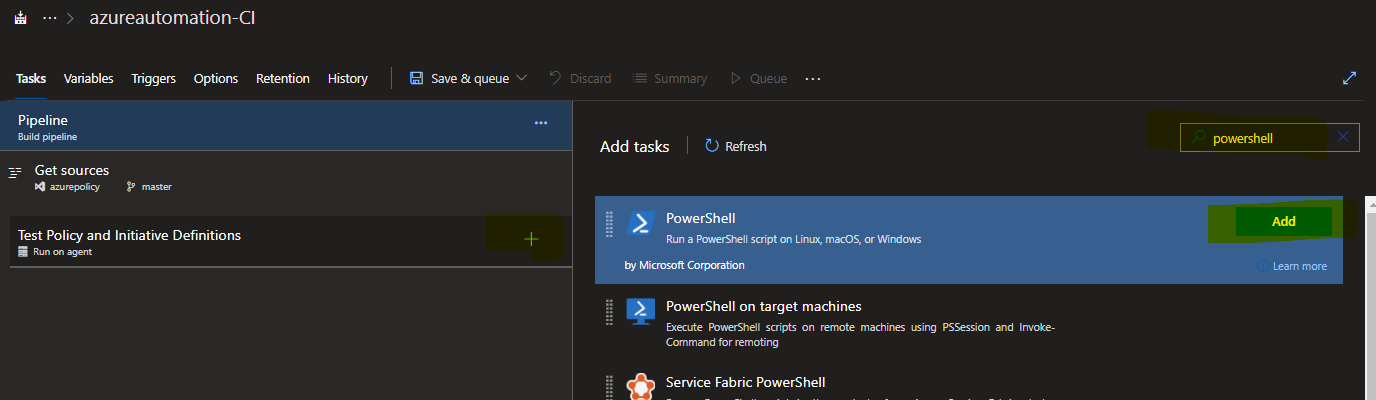 ... > azureautomation-CI
Tasks Variables Triggers Options Retention History Save & queue Discard Summary Queue ...
Pipeline ...
Build pipeline
Get sources
azurepolicy master
Test Policy and Initiative Definitions +
Run on agent
Add tasks Refresh powershell
PowerShell Add
Run a PowerShell script on Linux, macOS, or Windows
by Microsoft Corporation Learn more
PowerShell on target machines
Execute PowerShell scripts on remote machines using PSSession and Invoke-
Command for remoting
Service Fabric PowerShell